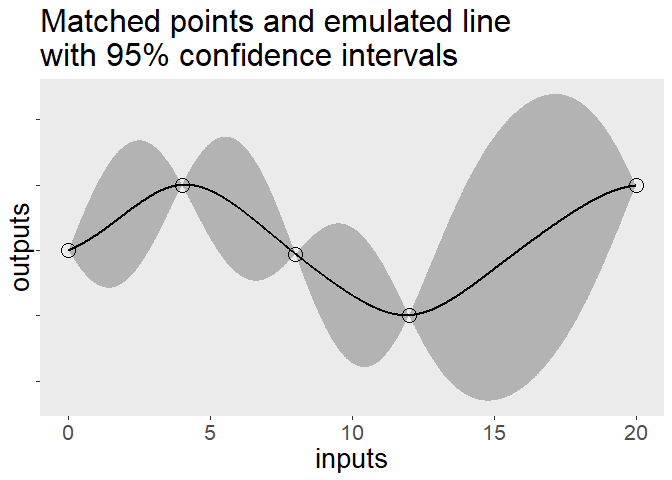 Matched points and emulated line
with 95% confidence intervals
outputs
0 5 10 15 20
inputs